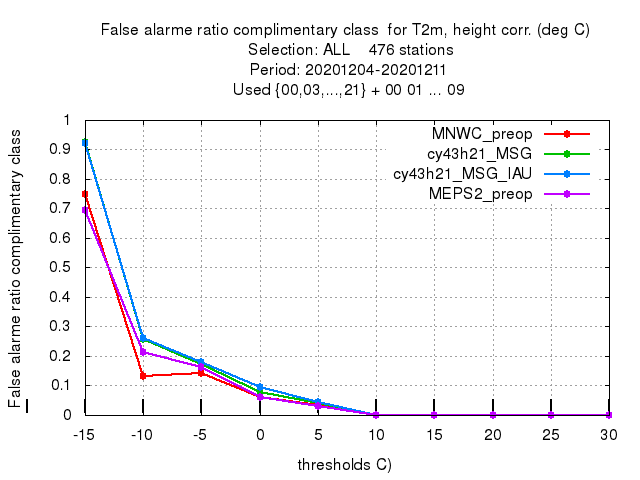 False alarme ratio complimentary class  for T2m, height corr. (deg C)
Selection: ALL    476 stations
Period: 20201204-20201211
Used {00,03,...,21} + 00 01 ... 09
False alarme ratio complimentary class
1
0.9
0.8
0.7
0.6
0.5
0.4
0.3
0.2
0.1
0
MNWC_preop
cy43h21_MSG
cy43h21_MSG_IAU
MEPS2_preop
-15 -10 -5 0 5 10 15 20 25 30
thresholds C)